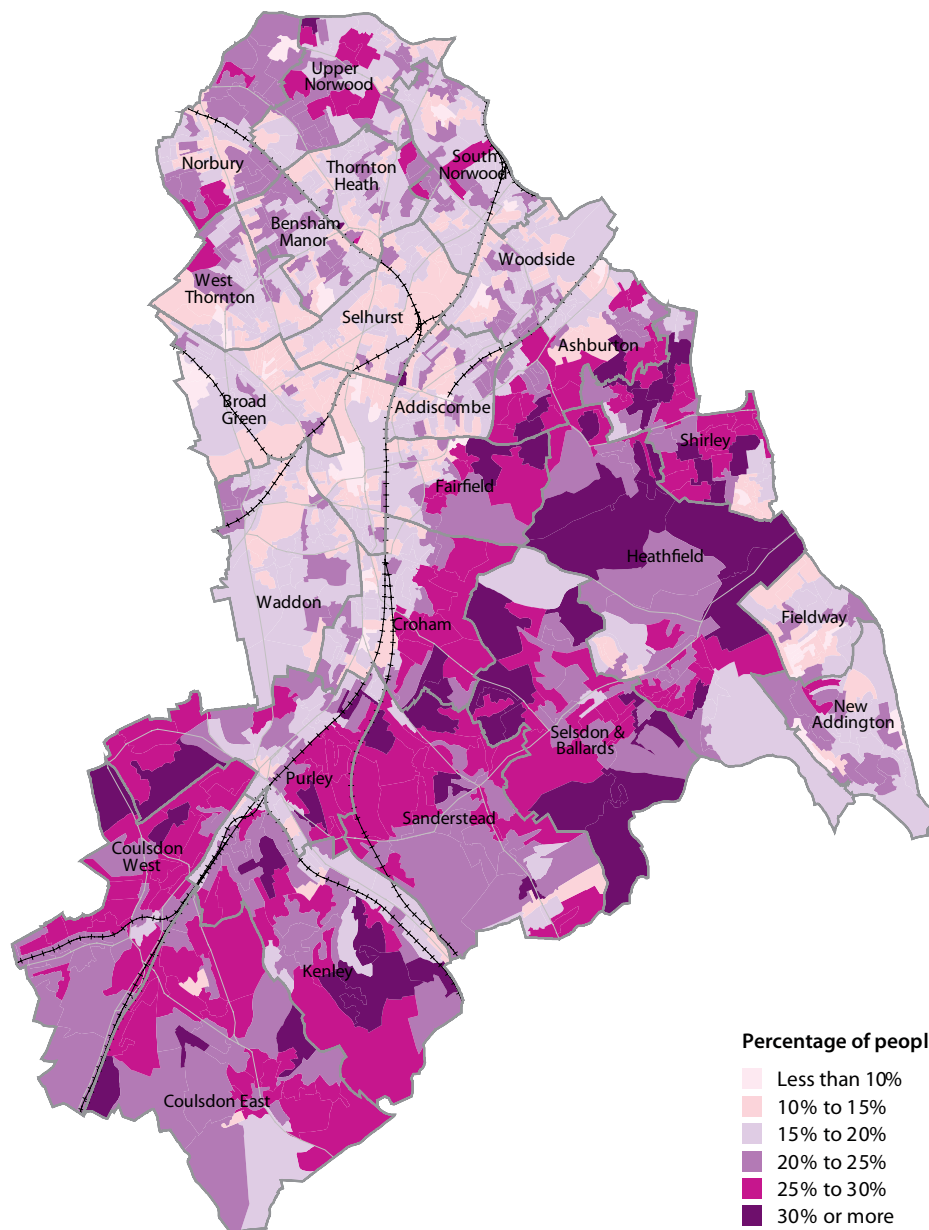 Upper
Norwood
Norbury
Thornton
Heath
South
Norwood
Bensham
Manor
Woodside
West
Thornton
Selhurst
Ashburton
Broad
Green
Addiscombe
Shirley
Fairfield
Heathfield
Waddon
Croham
Fieldway
New
Addington
Selsdon &
Ballards
Purley
Sanderstead
Coulsdon
West
Kenley
Coulsdon East
Percentage of peopl
Less than 10%
10% to 15%
15% to 20%
20% to 25%
25% to 30%
30% or more